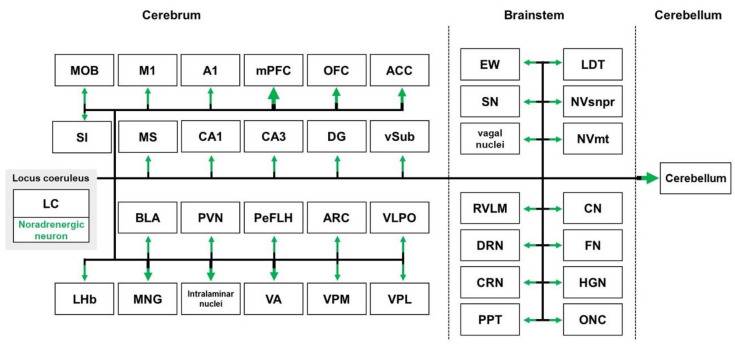 Cerebrum
Brainstem
Cerebellum
MOB
M1
A1
mPFC
OFC
ACC
EW
LDT
SN
NVsnpr
SI
MS
CA1
CA3
DG
vSub
vagal
nuclei
NVmt
Locus coeruleus
LC
Noradrenergic
neuron
Cerebellum
BLA
PVN
PeFLH
ARC
VLPO
RVLM
CN
DRN
FN
LHb
MNG
Intralaminar
nuclei
VA
VPM
VPL
CRN
HGN
PPT
ONC